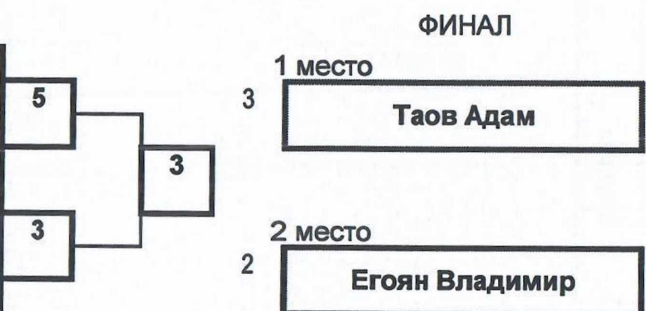 ФИНАЛ
1 место
5
3
Таов Адам
3
3
2 место
2
Егоян Владимир